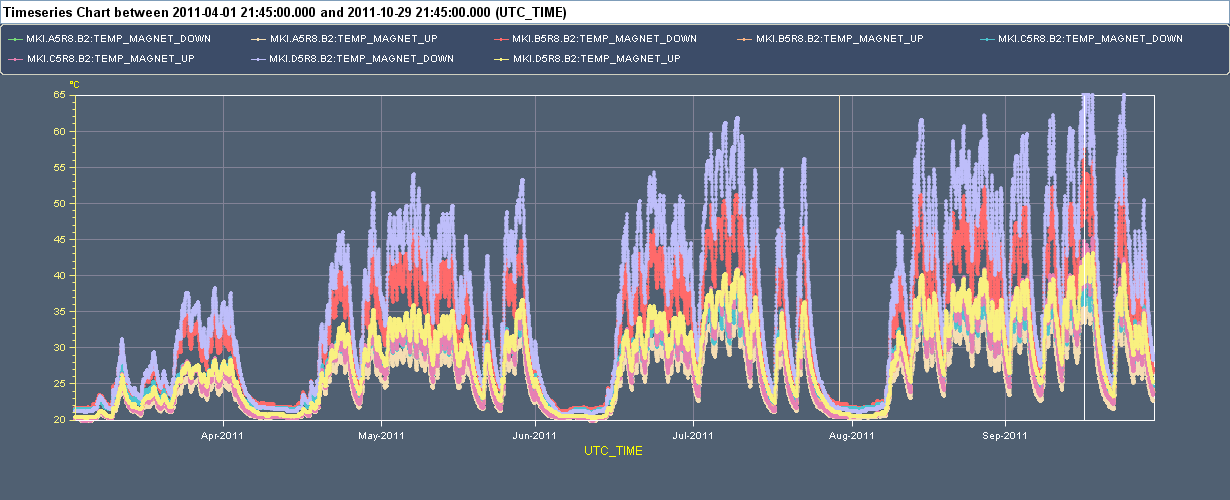 Timeseries Chart between 2011-04-01 21:45:00.000 and 2011-10-29 21:45:00.000 (UTC_TIME)
MKI.A5R8.B2:TEMP_MAGNET_DOWN MKI.A5R8.B2:TEMP_MAGNET_UP MKI.B5R8.B2:TEMP_MAGNET_DOWN MKI.B5R8.B2:TEMP_MAGNET_UP MKI.C5R8.B2:TEMP_MAGNET_DOWN
MKI.C5R8.B2:TEMP_MAGNET_UP MKI.D5R8.B2:TEMP_MAGNET_DOWN MKI.D5R8.B2:TEMP_MAGNET_UP
°C
65
60
55
50
45
40
35
30
25
20
Apr-2011 May-2011 Jun-2011 Jul-2011 Aug-2011 Sep-2011
UTC_TIME